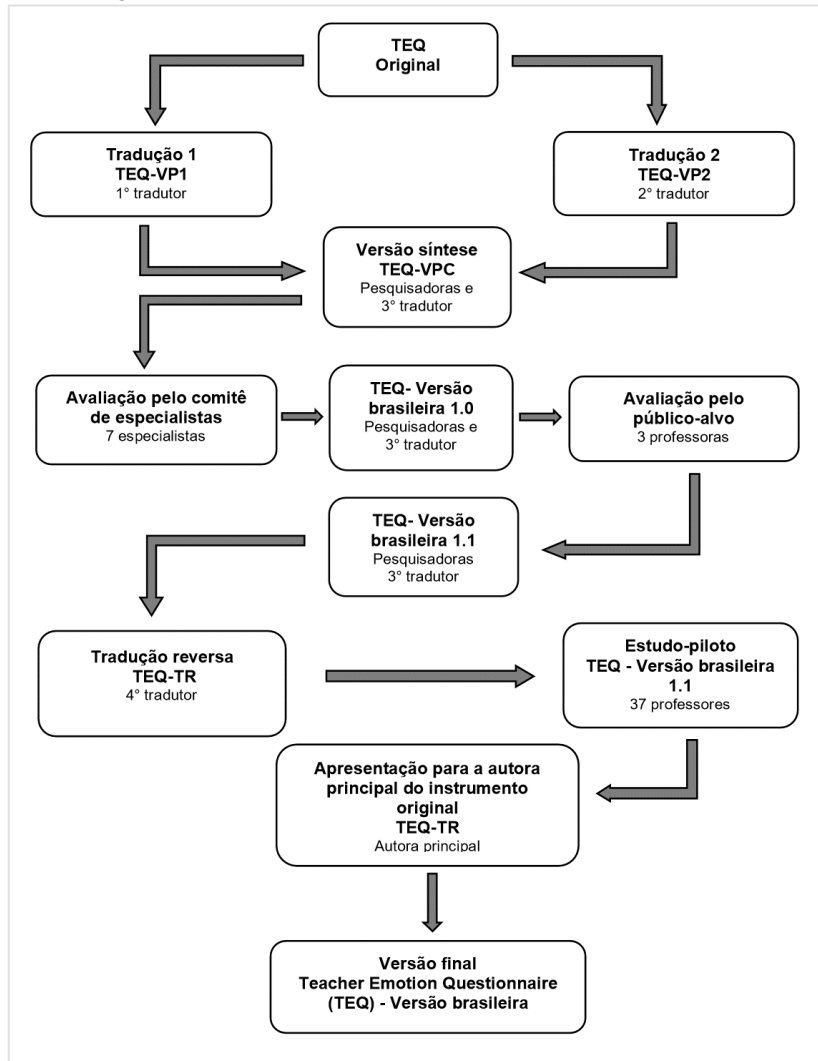 TEQ
Original
Tradução 1
TEQ-VP1
1° tradutor
Tradução 2
TEQ-VP2
2° tradutor
Versão síntese
TEQ-VPC
Pesquisadoras e
3° tradutor
Avaliação pelo comitê
de especialistas
7 especialistas
TEQ- Versão
brasileira 1.0
Pesquisadoras e
3° tradutor
Avaliação pelo
público-alvo
3 professoras
TEQ- Versão
brasileira 1.1
Pesquisadoras
3° tradutor
Tradução reversa
TEQ-TR
4° tradutor
Estudo-piloto
TEQ - Versão brasileira
1.1
37 professores
Apresentação para a autora
principal do instrumento
original
TEQ-TR
Autora principal
Versão final
Teacher Emotion Questionnaire
(TEQ) - Versão brasileira